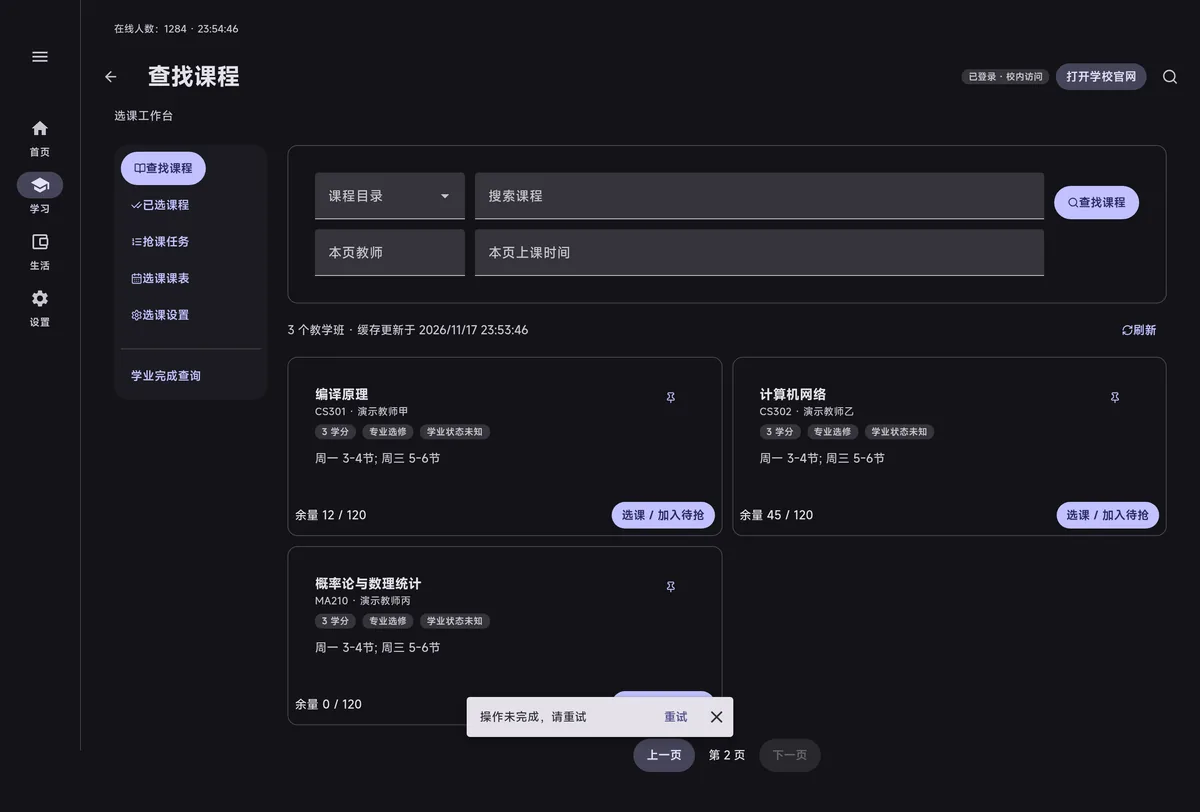 在线人数：1284 · 23:54:46
查找课程
已登录 · 校内访问
打开学校官网
选课工作台
首页
学习
生活
设置
查找课程
已选课程
抢课任务
选课课表
选课设置
学业完成查询
课程目录
搜索课程
查找课程
本页教师
本页上课时间
3 个教学班 · 缓存更新于 2026/11/17 23:53:46
刷新
编译原理
CS301 · 演示教师甲
3 学分
专业选修
学业状态未知
周一 3-4节; 周三 5-6节
余量 12 / 120
选课 / 加入待抢
计算机网络
CS302 · 演示教师乙
3 学分
专业选修
学业状态未知
周一 3-4节; 周三 5-6节
余量 45 / 120
选课 / 加入待抢
概率论与数理统计
MA210 · 演示教师丙
3 学分
专业选修
学业状态未知
周一 3-4节; 周三 5-6节
余量 0 / 120
操作未完成，请重试
重试
上一页
第 2 页
下一页